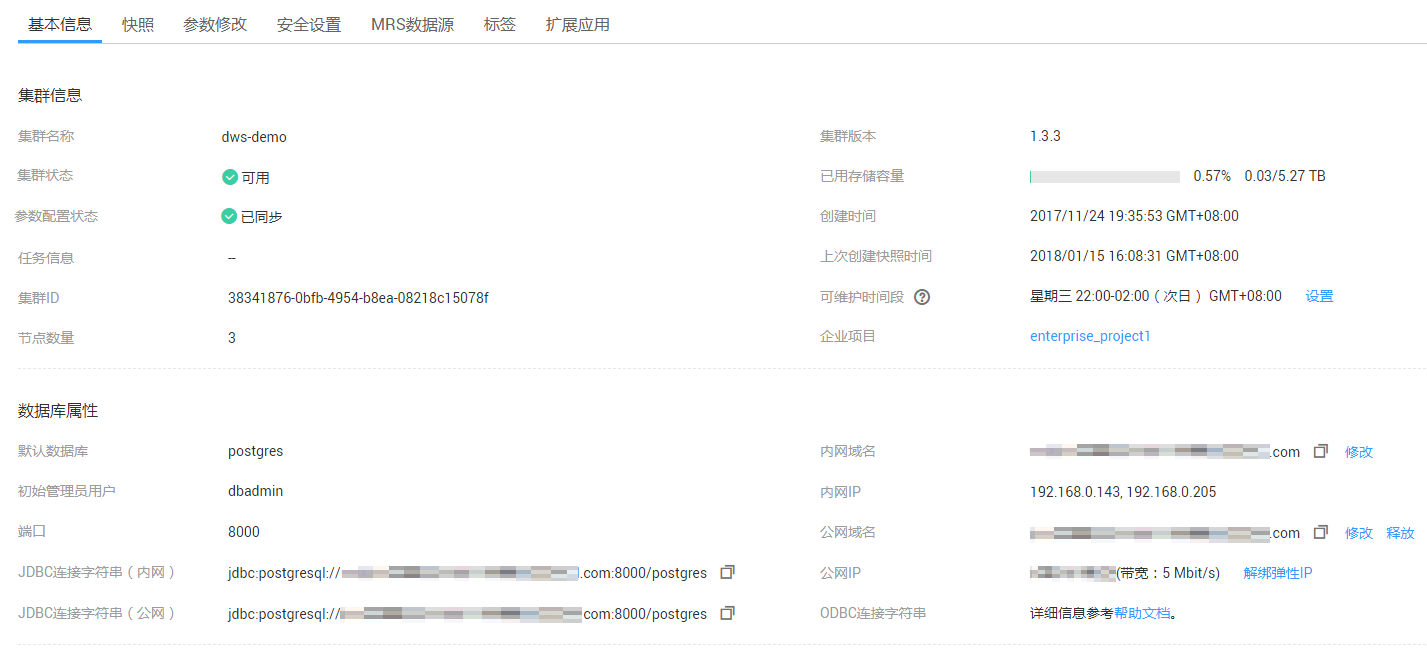 基本信息 快照 参数修改 安全设置 MRS数据源 标签 扩展应用
集群信息
集群名称 dws-demo 集群版本 1.3.3
集群状态 可用 已用存储容量 0.57% 0.03/5.27 TB
参数配置状态 已同步 创建时间 2017/11/24 19:35:53 GMT+08:00
任务信息 -- 上次创建快照时间 2018/01/15 16:08:31 GMT+08:00
集群ID 38341876-0bfb-4954-b8ea-08218c15078f 可维护时间段 ? 星期三 22:00-02:00（次日）GMT+08:00 设置
节点数量 3 企业项目 enterprise_project1
数据库属性
默认数据库 postgres 内网域名 .com 修改
初始管理员用户 dbadmin 内网IP 192.168.0.143, 192.168.0.205
端口 8000 公网域名 .com 修改 释放
JDBC连接字符串（内网） jdbc:postgresql:// .com:8000/postgres 公网IP (带宽：5 Mbit/s) 解绑弹性IP
JDBC连接字符串（公网） jdbc:postgresql:// com:8000/postgres ODBC连接字符串 详细信息参考帮助文档。